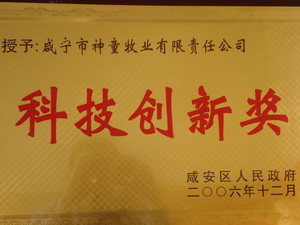 授予:咸宁市神童牧业有限责任公司
科技创新奖
咸安区人民政府
二〇〇六年十二月